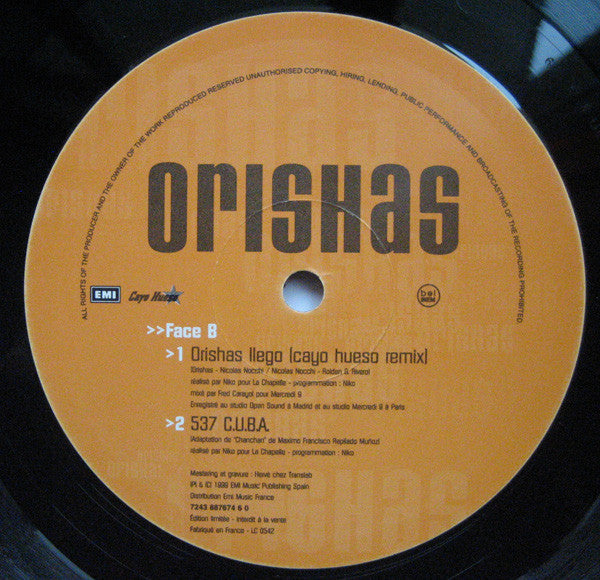 ALL RIGHTS OF THE PRODUCER AND THE OWNER OF THE WORK REPRODUCED RESERVED UNAUTHORISED COPYING, HIRING, LENDING, PUBLIC PERFORMANCE AND BROADCASTING OF THE RECORDING PROHIBITED
Orishas
EMI
Cayo Hueso
>>Face B
>1 Orishas llego (cayo hueso remix)
(Orishas - Nicolas Nocchi / Nicolas Nocchi - Roldan G. Rivero)
réalisé par Niko pour La Chapelle - programmation : Niko
mixé par Fred Carayol pour Mercredi 9
Enregistré au studio Open Sound à Madrid et au studio Mercredi 9 à Paris
>2 537 C.U.B.A.
(Adaptation de "Chanchan" de Maximo Francisco Repilado Muñoz)
réalisé par Niko pour La Chapelle - programmation : Niko
Mastering et gravure : Hervé chez Translab
(P) & (C) 1999 EMI Music Publishing Spain
Distribution Emi Music France
7243 887674 6 0
Édition limitée - Interdit à la vente
Fabriqué en France - LC 0542